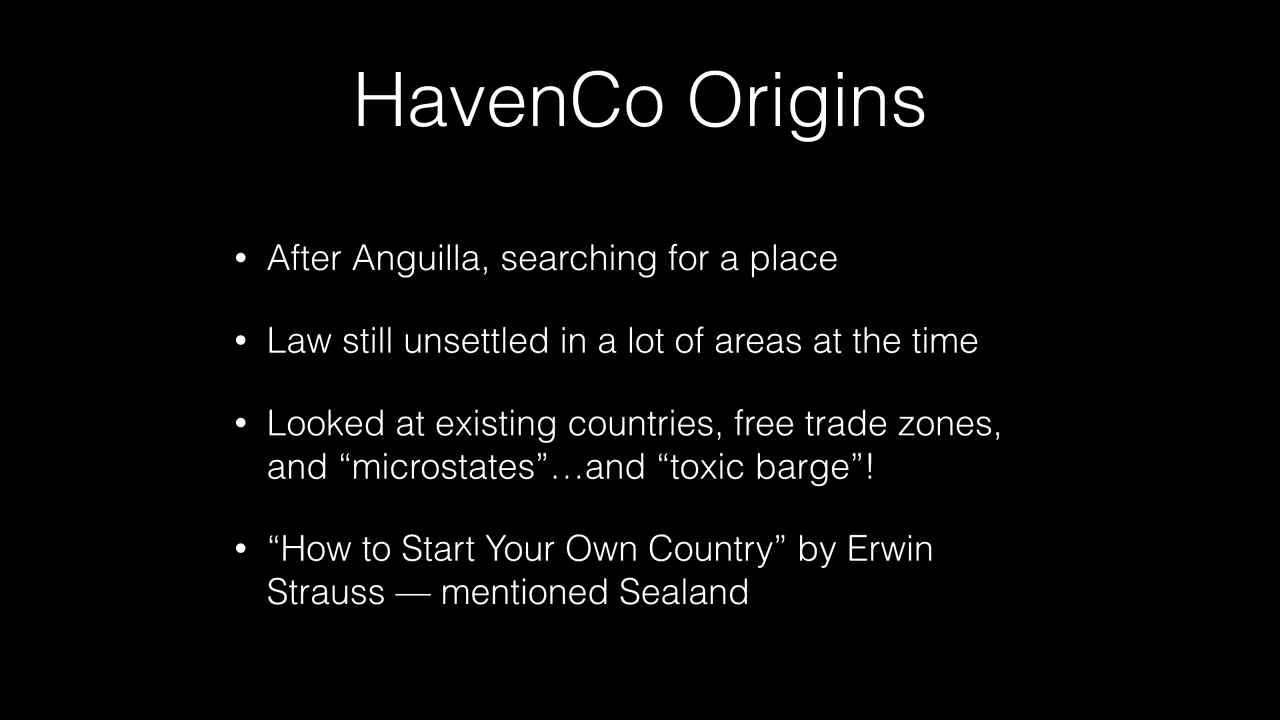 HavenCo Origins
• After Anguilla, searching for a place
• Law still unsettled in a lot of areas at the time
• Looked at existing countries, free trade zones,
and “microstates”…and “toxic barge”!
• “How to Start Your Own Country” by Erwin
Strauss — mentioned Sealand